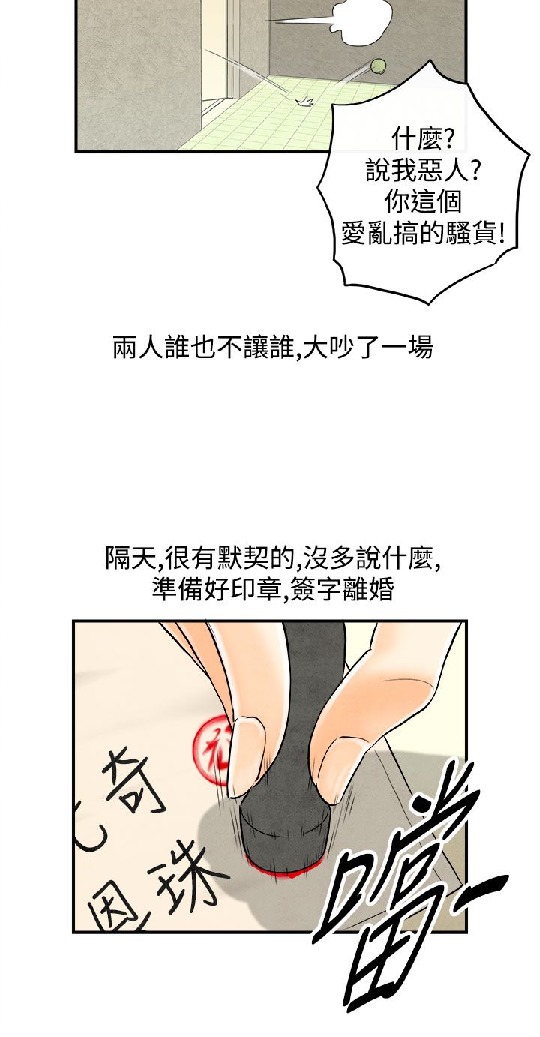 什麼?
說我惡人?
你這個
愛亂搞的騷貨!
兩人誰也不讓誰,大吵了一場
隔天,很有默契的,沒多說什麼,
準備好印章,簽字離婚
奇
恩珠
噹